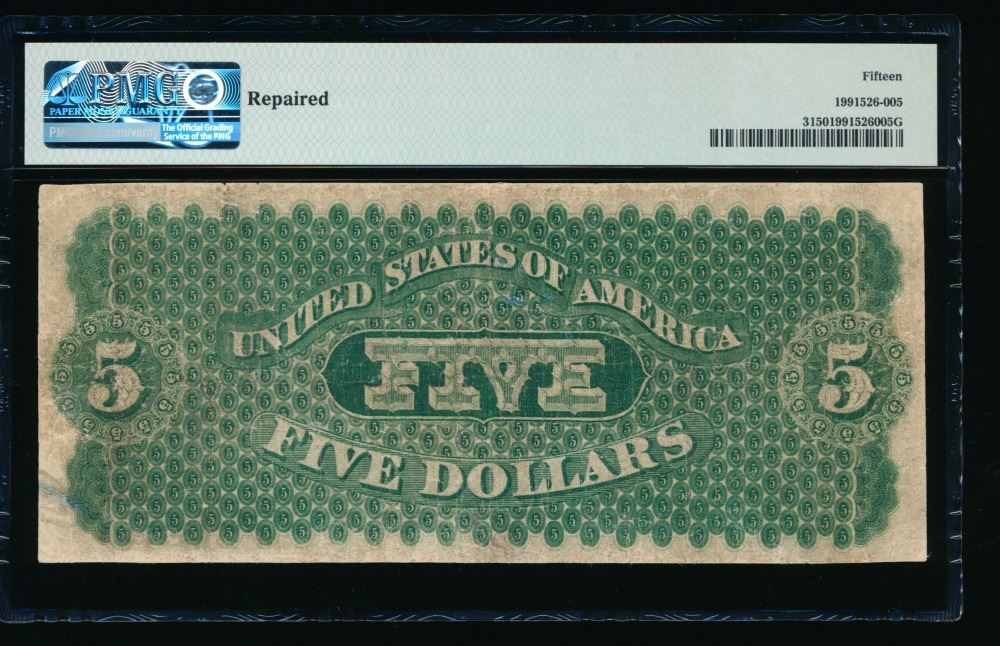 PMG
PAPER MONEY GUARANTY
PMGnotes.com/verify
The Official Grading
Service of the PNG
Repaired
Fifteen
1991526-005
31501991526005G
UNITED STATES OF AMERICA
5
FIVE
5
FIVE DOLLARS